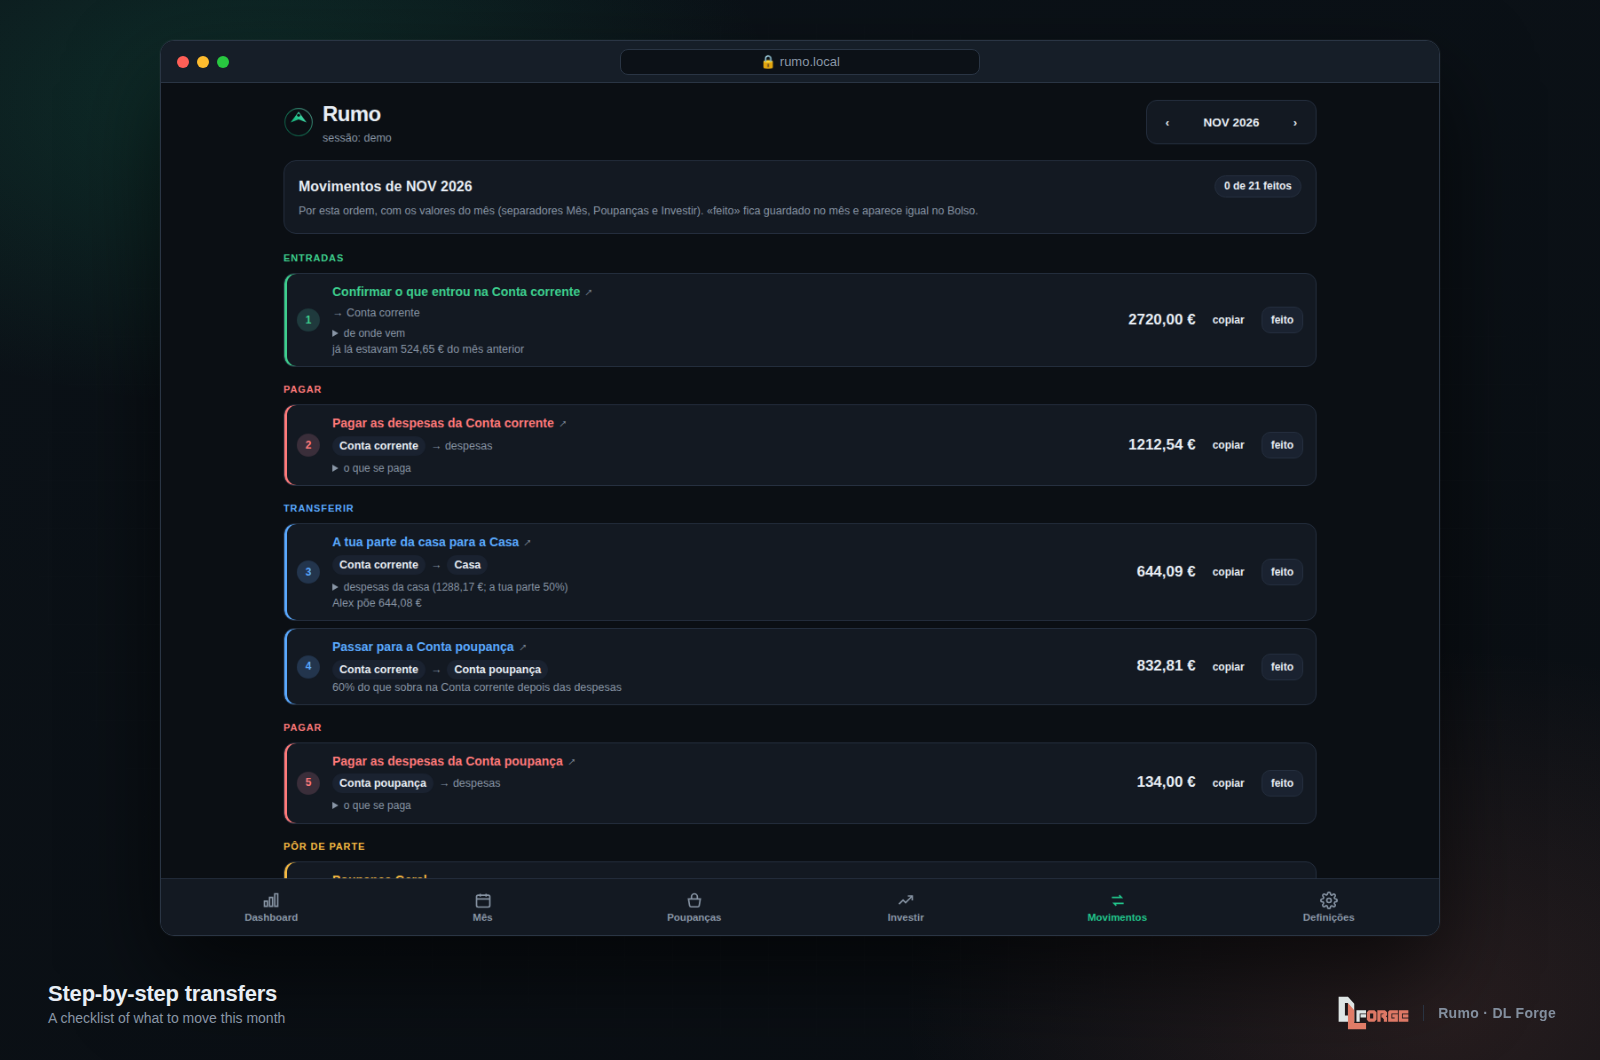 rumo.local
Rumo
sessão: demo
‹ NOV 2026 ›
Movimentos de NOV 2026
0 de 21 feitos
Por esta ordem, com os valores do mês (separadores Mês, Poupanças e Investir). «feito» fica guardado no mês e aparece igual no Bolso.
ENTRADAS
1
Confirmar o que entrou na Conta corrente ↗
→ Conta corrente
▶ de onde vem
já lá estavam 524,65 € do mês anterior
2720,00 € copiar feito
PAGAR
2
Pagar as despesas da Conta corrente ↗
Conta corrente → despesas
▶ o que se paga
1212,54 € copiar feito
TRANSFERIR
3
A tua parte da casa para a Casa ↗
Conta corrente → Casa
▶ despesas da casa (1288,17 €; a tua parte 50%)
Alex põe 644,08 €
644,09 € copiar feito
4
Passar para a Conta poupança ↗
Conta corrente → Conta poupança
60% do que sobra na Conta corrente depois das despesas
832,81 € copiar feito
PAGAR
5
Pagar as despesas da Conta poupança ↗
Conta poupança → despesas
▶ o que se paga
134,00 € copiar feito
PÔR DE PARTE
Poupança Geral
Dashboard
Mês
Poupanças
Investir
Movimentos
Definições
Step-by-step transfers
A checklist of what to move this month
DL FORGE
Rumo · DL Forge